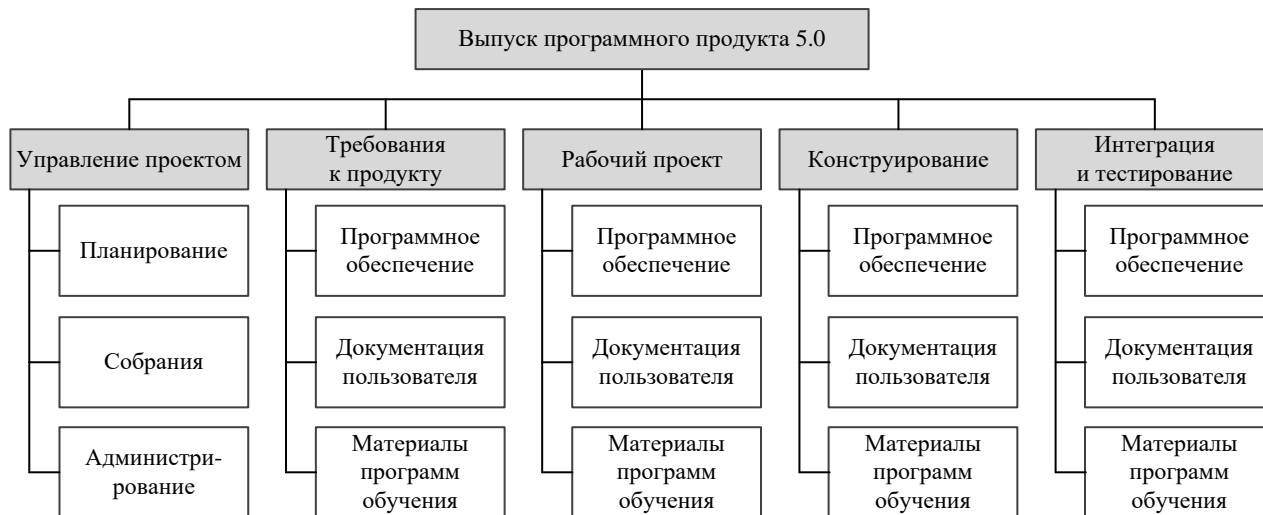 Выпуск программного продукта 5.0
Управление проектом
Требования
к продукту
Рабочий проект
Конструирование
Интеграция
и тестирование
Планирование
Собрания
Администри-
рование
Программное
обеспечение
Документация
пользователя
Материалы
программ
обучения
Программное
обеспечение
Документация
пользователя
Материалы
программ
обучения
Программное
обеспечение
Документация
пользователя
Материалы
программ
обучения
Программное
обеспечение
Документация
пользователя
Материалы
программ
обучения